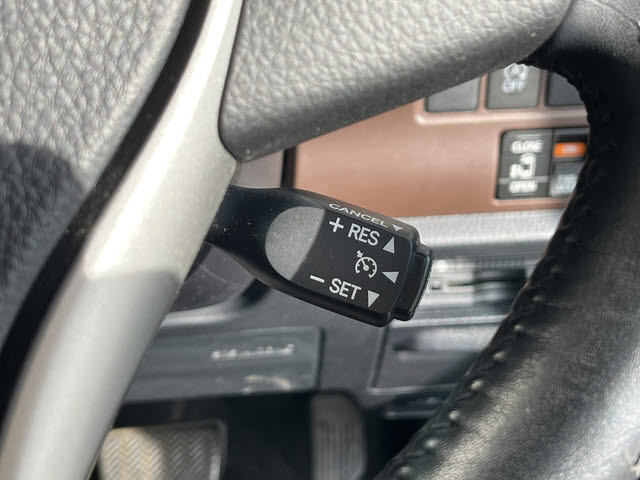 OFF
CLOSE
OPEN
CANCEL
+ RES
− SET